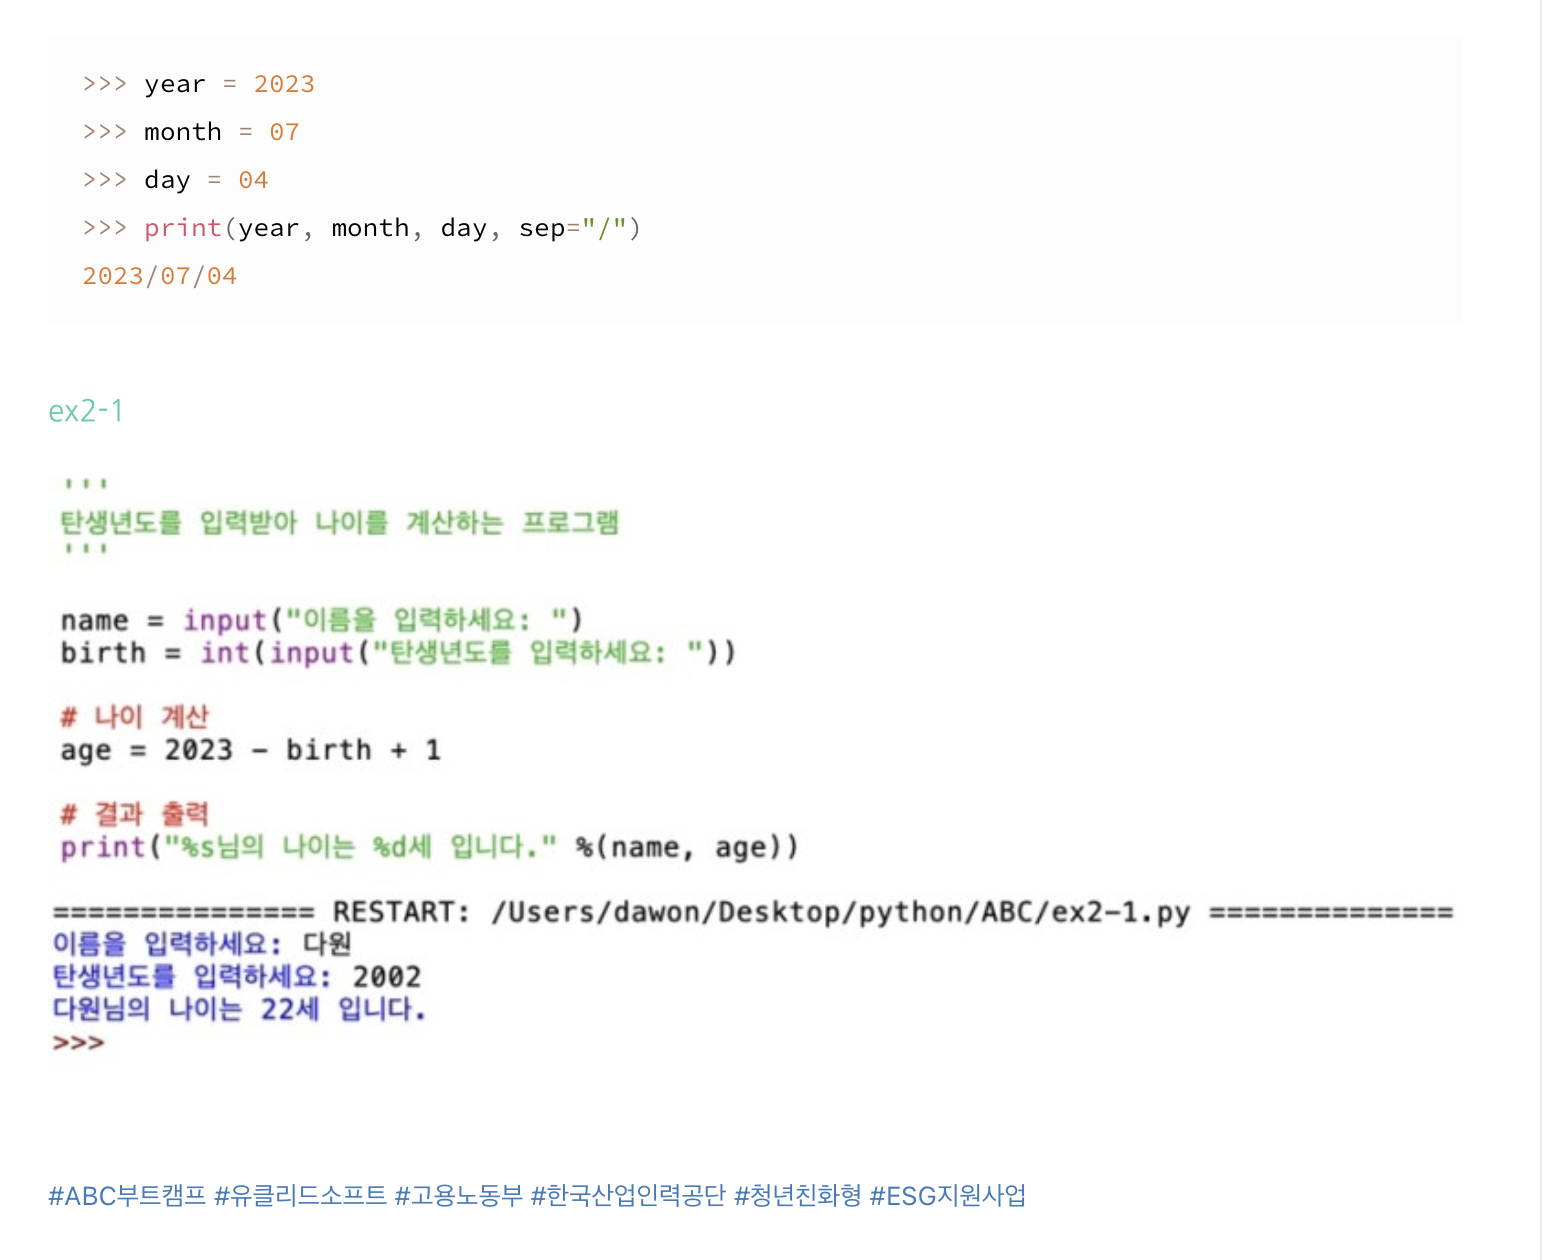 >>> year = 2023
>>> month = 07
>>> day = 04
>>> print(year, month, day, sep="/")
2023/07/04
ex2-1
'''
탄생년도를 입력받아 나이를 계산하는 프로그램
'''
name = input("이름을 입력하세요: ")
birth = int(input("탄생년도를 입력하세요: "))
# 나이 계산
age = 2023 - birth + 1
# 결과 출력
print("%s님의 나이는 %d세 입니다." %(name, age))
=============== RESTART: /Users/dawon/Desktop/python/ABC/ex2-1.py ==============
이름을 입력하세요: 다원
탄생년도를 입력하세요: 2002
다원님의 나이는 22세 입니다.
>>>
#ABC부트캠프 #유클리드소프트 #고용노동부 #한국산업인력공단 #청년친화형 #ESG지원사업